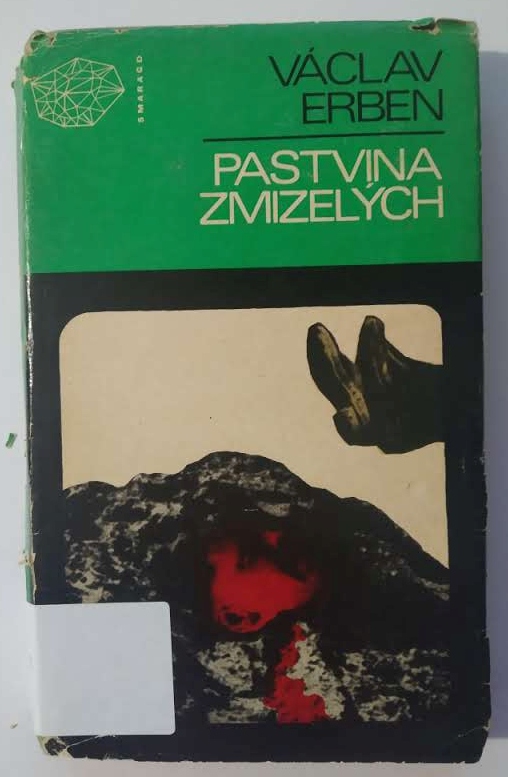 SMARAGD
VÁCLAV
ERBEN
PASTVINA
ZMIZELÝCH